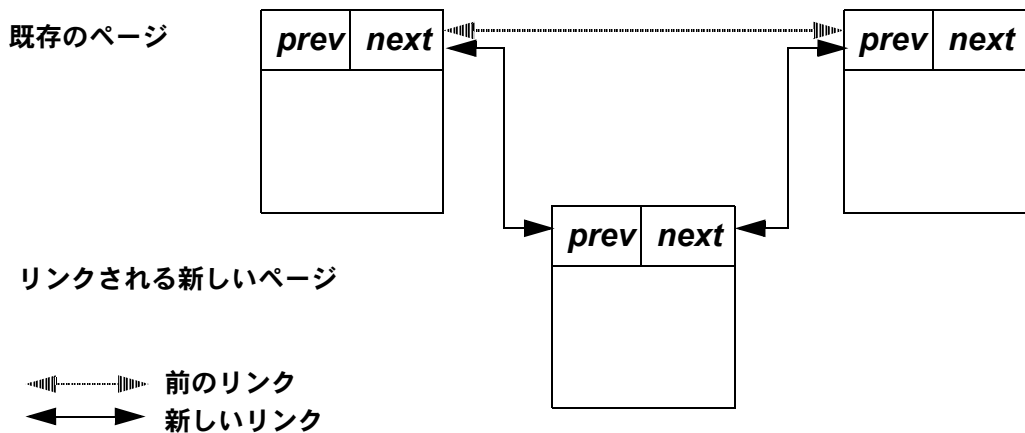 既存のページ
prev next
prev next
prev next
リンクされる新しいページ
前のリンク
新しいリンク